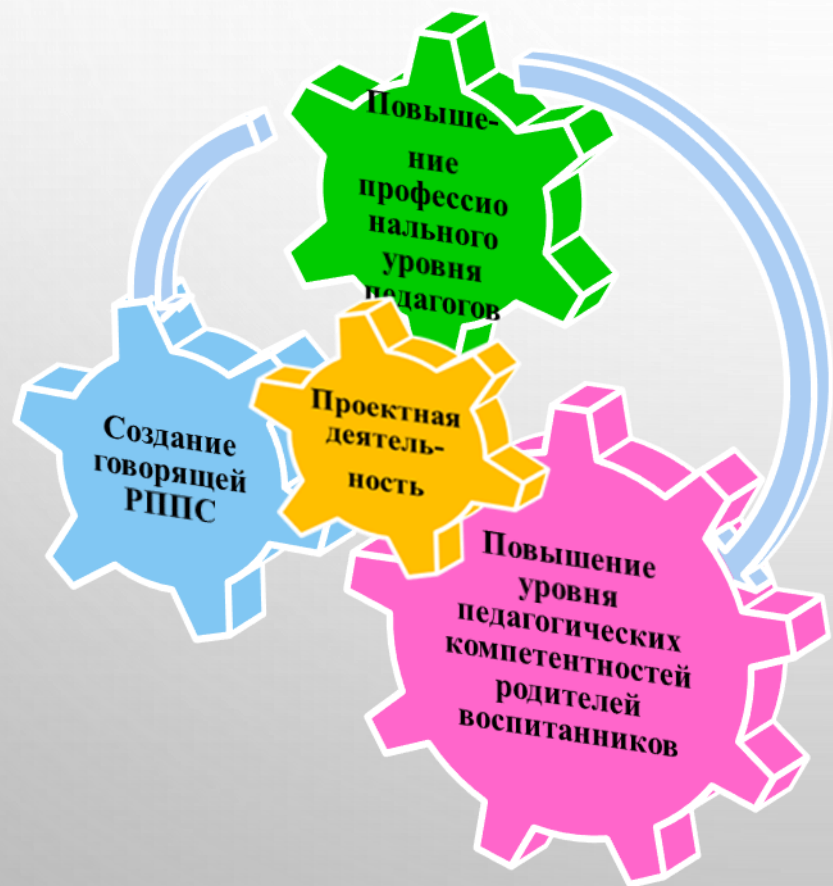 Повыше-
ние
профессио
нального
уровня
педагогов
Создание
говорящей
РППС
Проектная
деятель-
ность
Повышение
уровня
педагогических
компетентностей
родителей
воспитанников